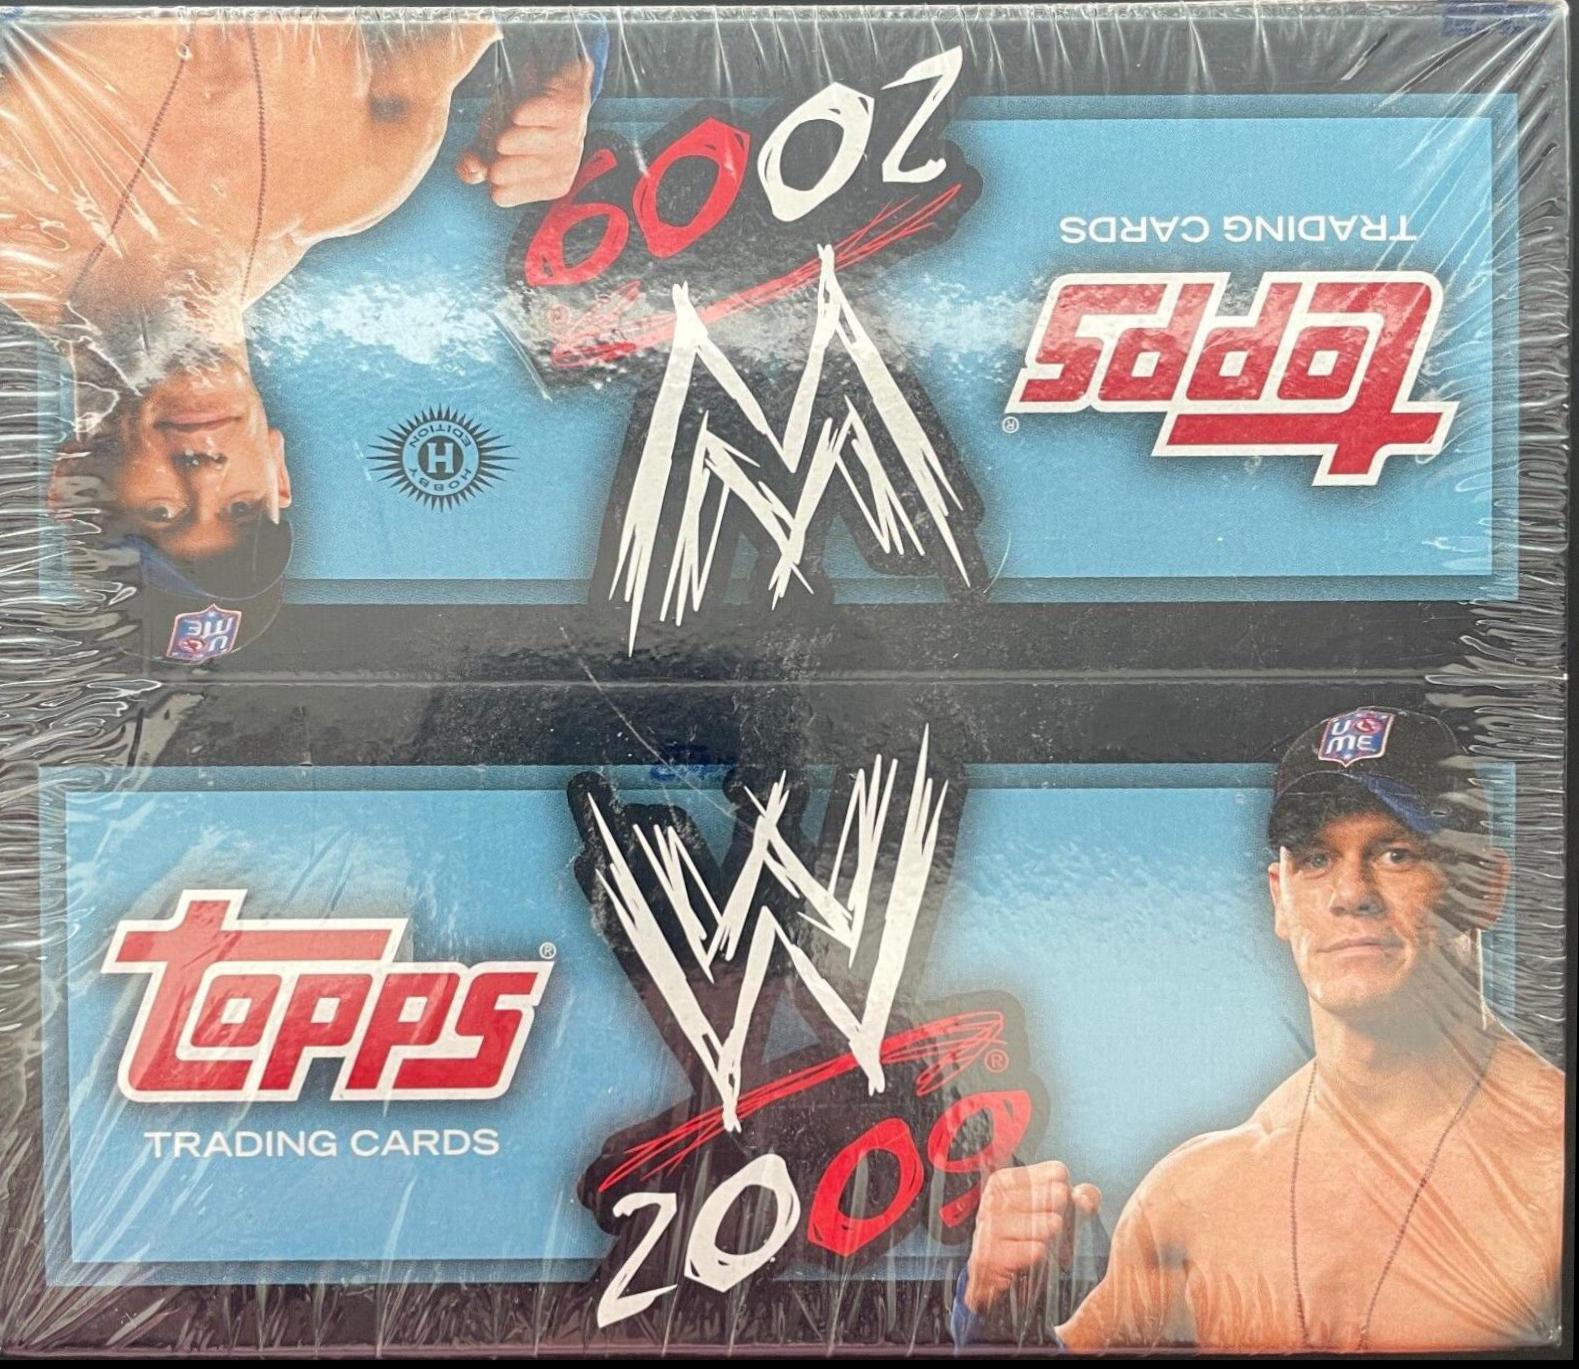 2009
TRADING CARDS
topps
®
®
W
HOBBY EDITION
H
U
ME
U
ME
W
topps
®
TRADING CARDS
®
2009